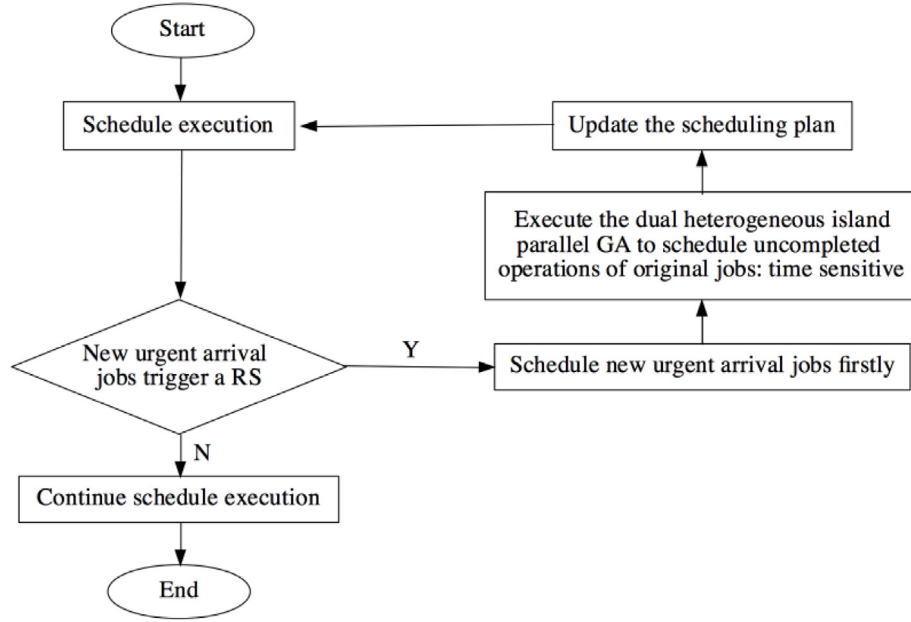 Start
Schedule execution
Update the scheduling plan
Execute the dual heterogeneous island
parallel GA to schedule uncompleted
operations of original jobs: time sensitive
New urgent arrival
jobs trigger a RS
Y
Schedule new urgent arrival jobs firstly
N
Continue schedule execution
End